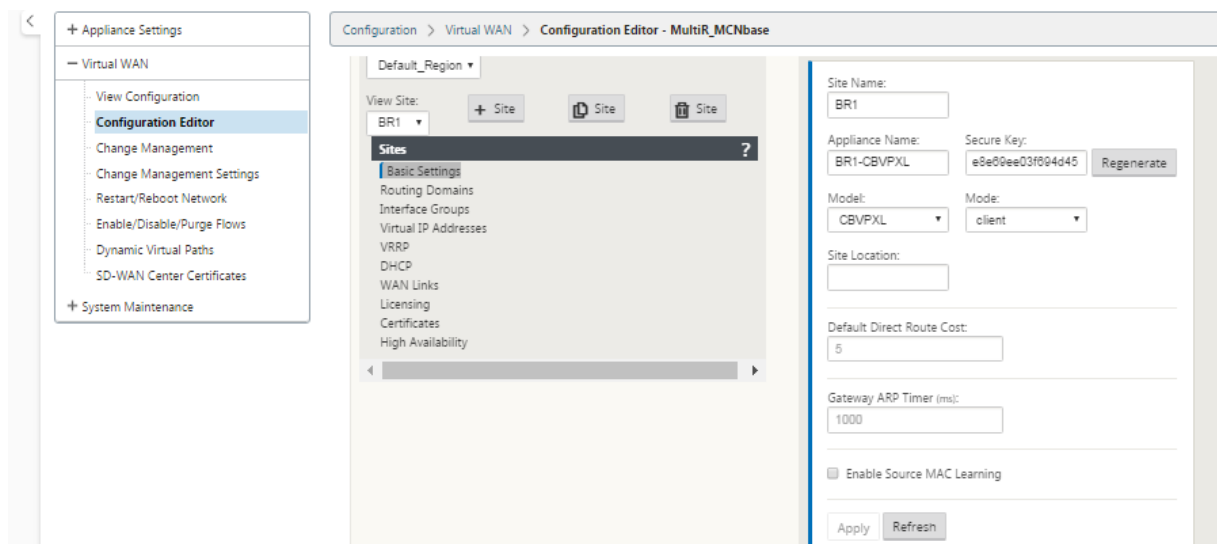 + Appliance Settings
− Virtual WAN
View Configuration
Configuration Editor
Change Management
Change Management Settings
Restart/Reboot Network
Enable/Disable/Purge Flows
Dynamic Virtual Paths
SD-WAN Center Certificates
+ System Maintenance
Configuration > Virtual WAN > Configuration Editor - MultiR_MCNbase
Default_Region
View Site:
BR1
+ Site
Site
Site
Sites ?
Basic Settings
Routing Domains
Interface Groups
Virtual IP Addresses
VRRP
DHCP
WAN Links
Licensing
Certificates
High Availability
Site Name:
BR1
Appliance Name: Secure Key:
BR1-CBVPXL e8e69ee03f694d45 Regenerate
Model: Mode:
CBVPXL client
Site Location:
Default Direct Route Cost:
5
Gateway ARP Timer (ms):
1000
Enable Source MAC Learning
Apply Refresh